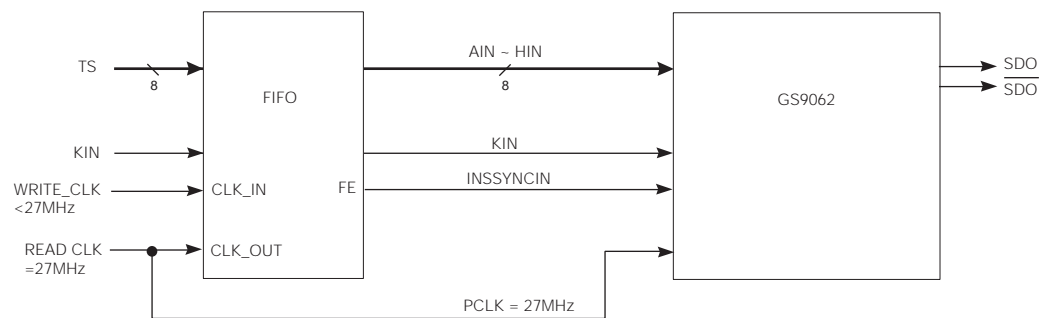 AIN ~ HIN
TS
8
8
SDO
SDO
FIFO
GS9062
KIN
KIN
WRITE_CLK
<27MHz
CLK_IN
FE
INSSYNCIN
READ CLK
=27MHz
CLK_OUT
PCLK = 27MHz